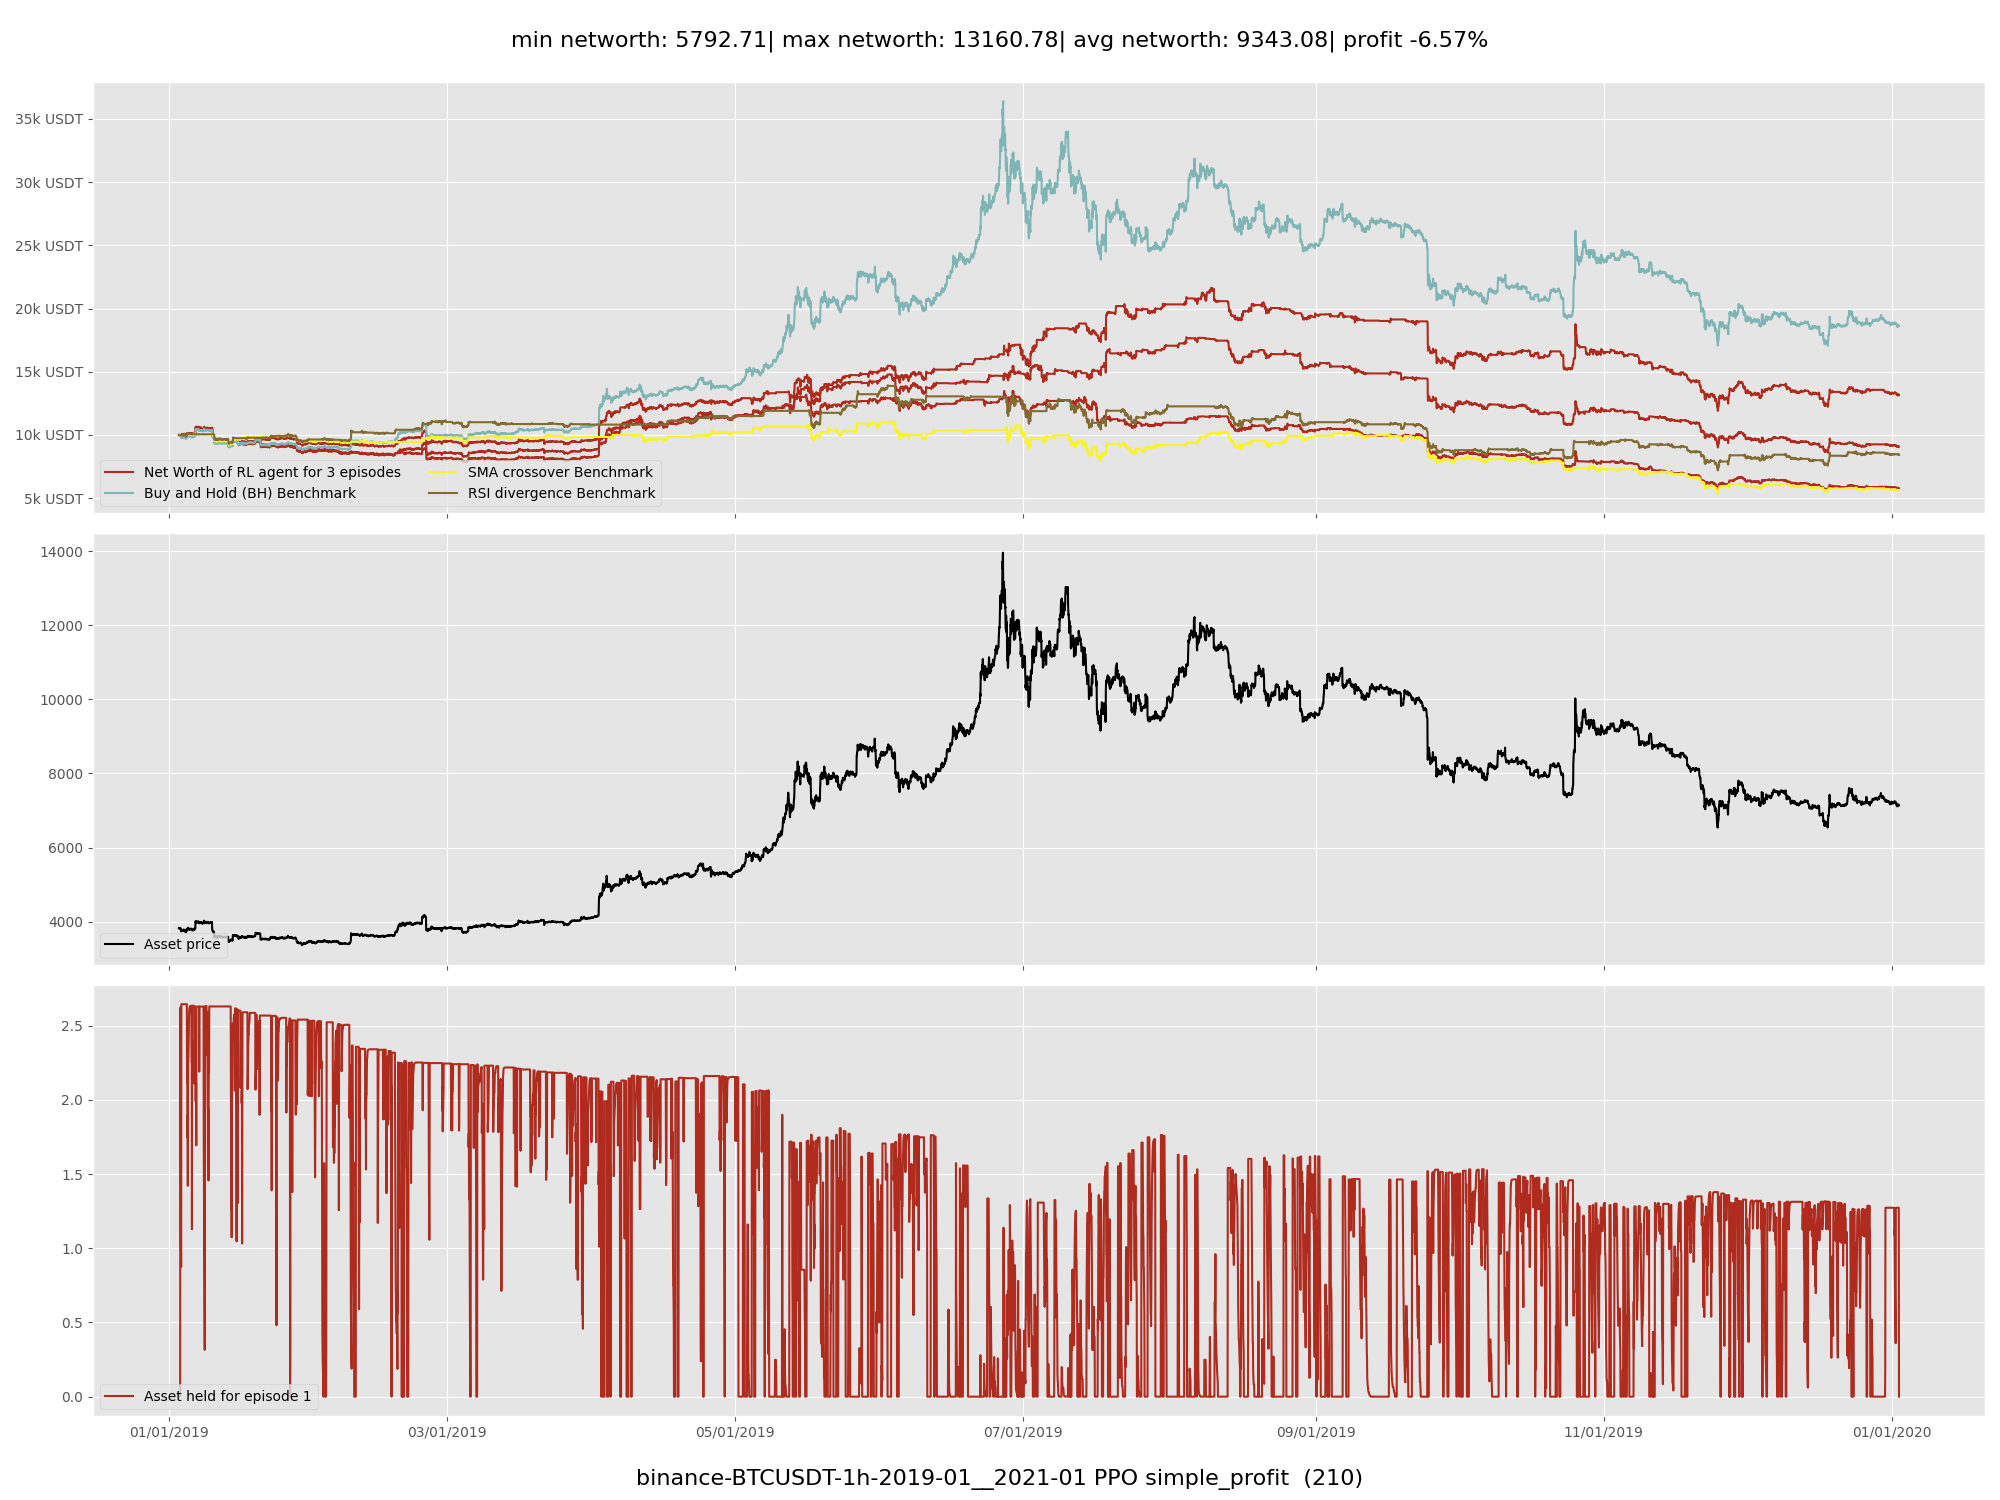 min networth: 5792.71| max networth: 13160.78| avg networth: 9343.08| profit -6.57%
35k USDT
30k USDT
25k USDT
20k USDT
15k USDT
10k USDT
5k USDT
Net Worth of RL agent for 3 episodes
Buy and Hold (BH) Benchmark
SMA crossover Benchmark
RSI divergence Benchmark
14000
12000
10000
8000
6000
4000
Asset price
2.5
2.0
1.5
1.0
0.5
0.0
Asset held for episode 1
01/01/2019 03/01/2019 05/01/2019 07/01/2019 09/01/2019 11/01/2019 01/01/2020
binance-BTCUSDT-1h-2019-01__2021-01 PPO simple_profit (210)